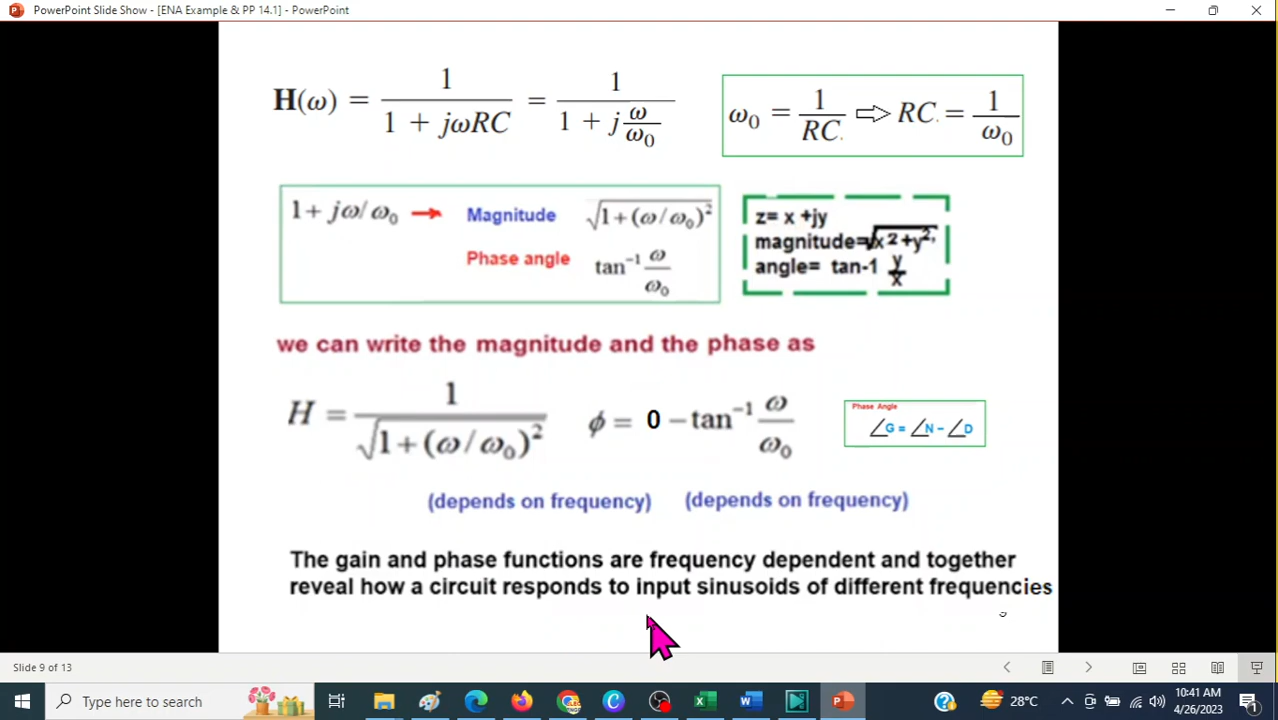 PowerPoint Slide Show - [ENA Example & PP 14.1] - PowerPoint
H(ω) = 1 / (1 + jωRC) = 1 / (1 + j ω/ω₀)
ω₀ = 1/RC. ⇨ RC. = 1/ω₀
1 + jω/ω₀ → Magnitude √(1+(ω/ω₀)²)
Phase angle tan⁻¹ ω/ω₀
z= x +jy
magnitude=√x2+y2,
angle= tan-1 y/x
we can write the magnitude and the phase as
H = 1 / √(1+(ω/ω₀)²)
ϕ = 0 − tan⁻¹ ω/ω₀
Phase Angle
∠G = ∠N - ∠D
(depends on frequency) (depends on frequency)
The gain and phase functions are frequency dependent and together
reveal how a circuit responds to input sinusoids of different frequencies
Slide 9 of 13
Type here to search
28°C
10:41 AM
4/26/2023
1